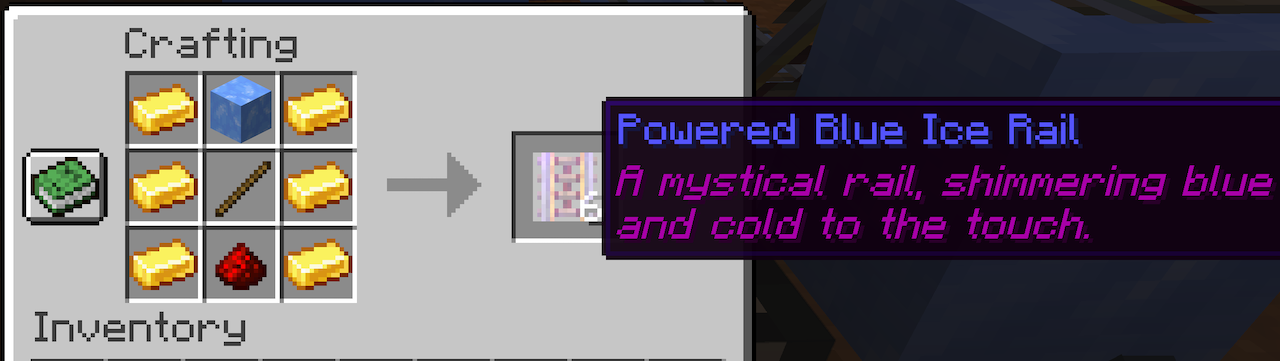 Crafting
6
Powered Blue Ice Rail
A mystical rail, shimmering blue
and cold to the touch.
Inventory